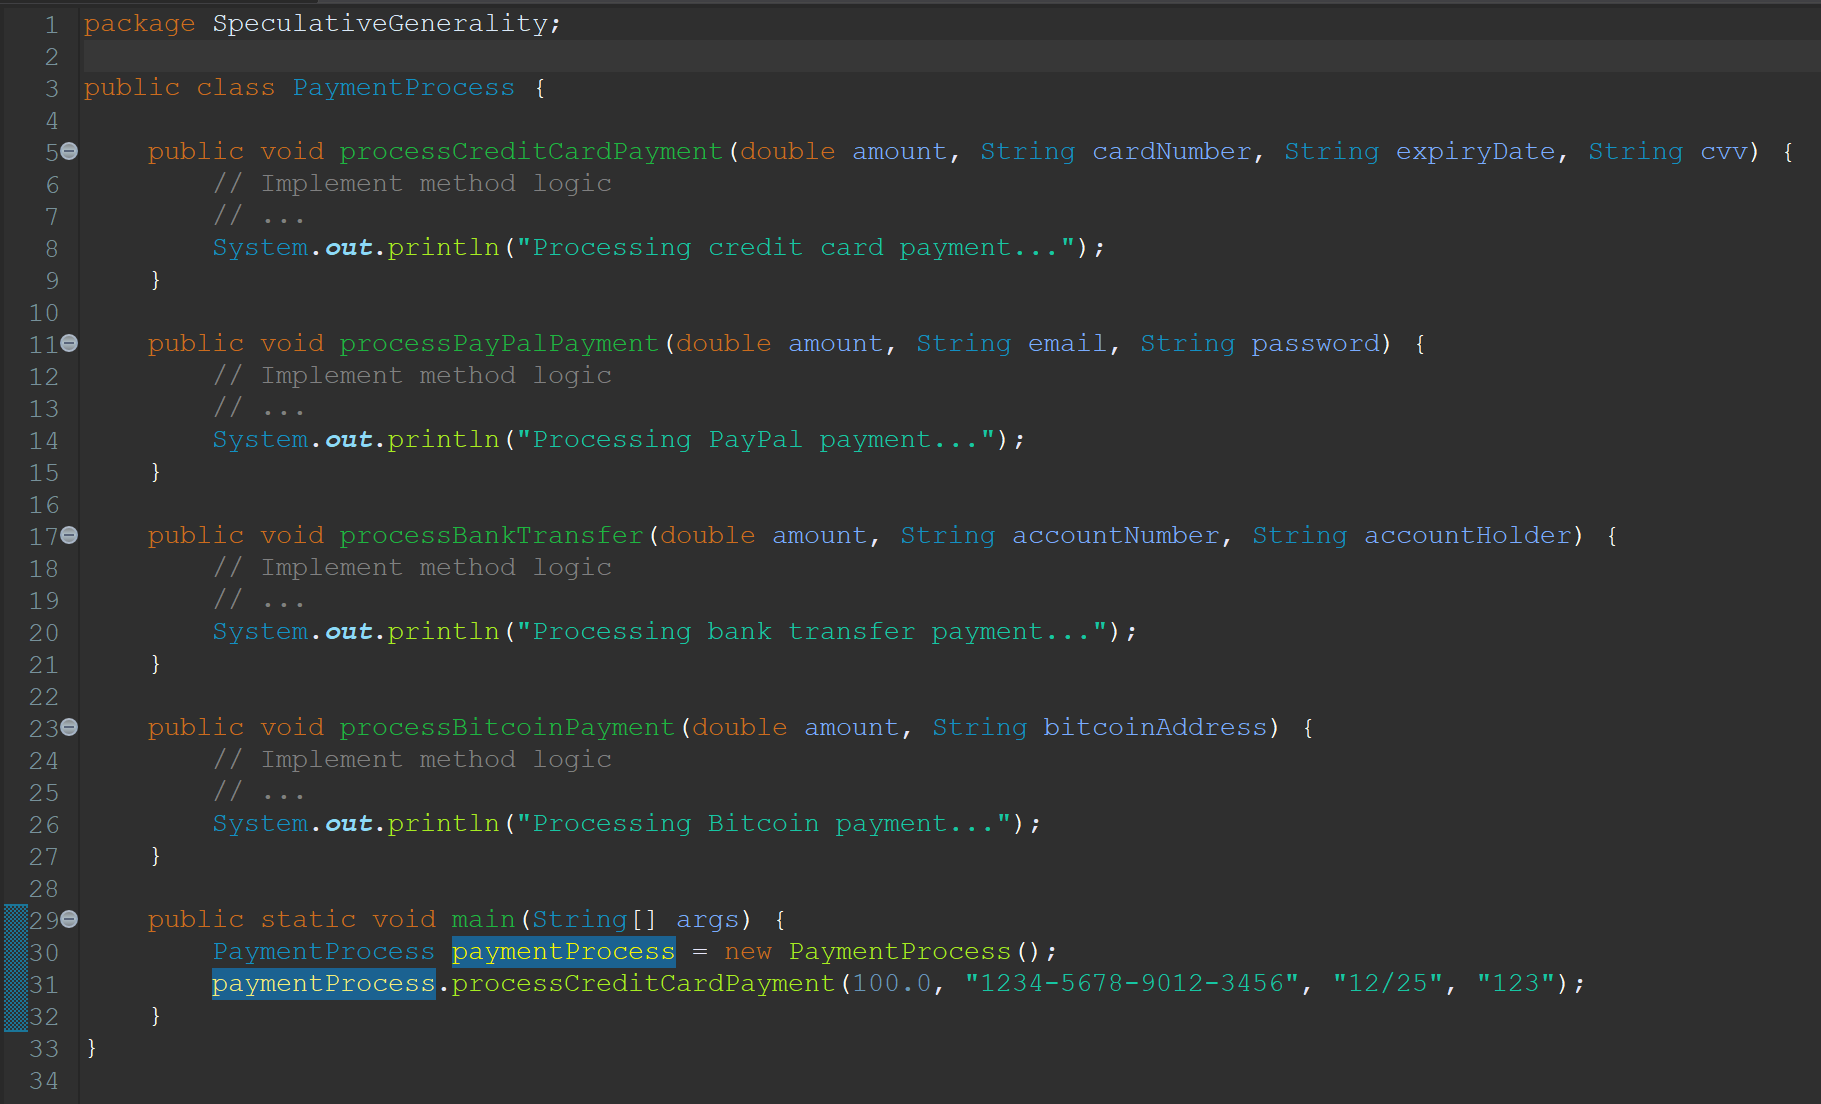 1 package SpeculativeGenerality;
2
3 public class PaymentProcess {
4
5     public void processCreditCardPayment(double amount, String cardNumber, String expiryDate, String cvv) {
6         // Implement method logic
7         // ...
8         System.out.println("Processing credit card payment...");
9     }
10
11     public void processPayPalPayment(double amount, String email, String password) {
12         // Implement method logic
13         // ...
14         System.out.println("Processing PayPal payment...");
15     }
16
17     public void processBankTransfer(double amount, String accountNumber, String accountHolder) {
18         // Implement method logic
19         // ...
20         System.out.println("Processing bank transfer payment...");
21     }
22
23     public void processBitcoinPayment(double amount, String bitcoinAddress) {
24         // Implement method logic
25         // ...
26         System.out.println("Processing Bitcoin payment...");
27     }
28
29     public static void main(String[] args) {
30         PaymentProcess paymentProcess = new PaymentProcess();
31         paymentProcess.processCreditCardPayment(100.0, "1234-5678-9012-3456", "12/25", "123");
32     }
33 }
34